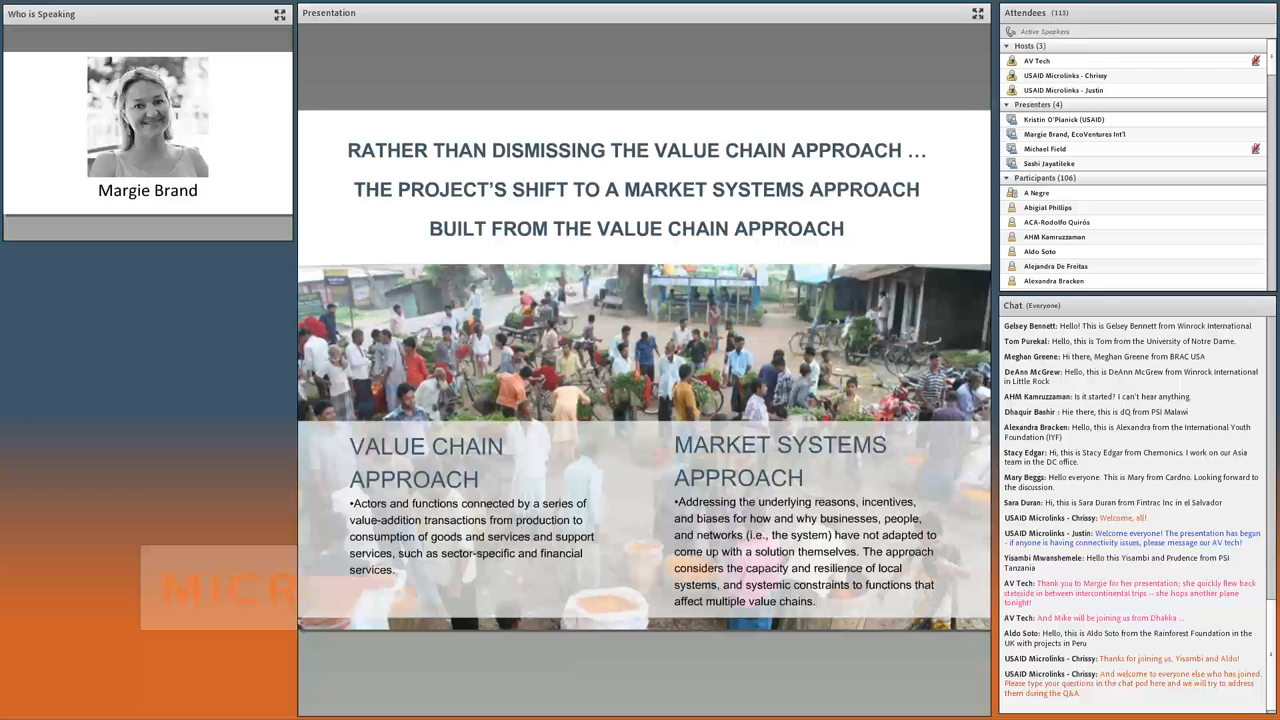 Who is Speaking
Margie Brand
MICR
Presentation
RATHER THAN DISMISSING THE VALUE CHAIN APPROACH …
THE PROJECT'S SHIFT TO A MARKET SYSTEMS APPROACH
BUILT FROM THE VALUE CHAIN APPROACH
VALUE CHAIN
APPROACH
•Actors and functions connected by a series of
value-addition transactions from production to
consumption of goods and services and support
services, such as sector-specific and financial
services.
MARKET SYSTEMS
APPROACH
•Addressing the underlying reasons, incentives,
and biases for how and why businesses, people,
and networks (i.e., the system) have not adapted to
come up with a solution themselves. The approach
considers the capacity and resilience of local
systems, and systemic constraints to functions that
affect multiple value chains.
Attendees (113)
Active Speakers
Hosts (3)
AV Tech
USAID Microlinks - Chrissy
USAID Microlinks - Justin
Presenters (4)
Kristin O'Planick (USAID)
Margie Brand, EcoVentures Int'l
Michael Field
Sashi Jayatileke
Participants (106)
A Negre
Abigial Phillips
ACA-Rodolfo Quirós
AHM Kamruzzaman
Aldo Soto
Alejandra De Freitas
Alexandra Bracken
Chat (Everyone)
Gelsey Bennett: Hello! This is Gelsey Bennett from Winrock International
Tom Purekal: Hello, this is Tom from the University of Notre Dame.
Meghan Greene: Hi there, Meghan Greene from BRAC USA
DeAnn McGrew: Hello, this is DeAnn McGrew from Winrock International
in Little Rock
AHM Kamruzzaman: Is it started? I can't hear anything.
Dhaquir Bashir : Hie there, this is dQ from PSI Malawi
Alexandra Bracken: Hello, this is Alexandra from the International Youth
Foundation (IYF)
Stacy Edgar: Hi, this is Stacy Edgar from Chemonics. I work on our Asia
team in the DC office.
Mary Beggs: Hello everyone. This is Mary from Cardno. Looking forward to
the discussion.
Sara Duran: Hi, this is Sara Duran from Fintrac Inc in el Salvador
USAID Microlinks - Chrissy: Welcome, all!
USAID Microlinks - Justin: Welcome everyone! The presentation has begun
- if anyone is having connectivity issues, please message our AV tech!
Yisambi Mwanshemele: Hello this Yisambi and Prudence from PSI
Tanzania
AV Tech: Thank you to Margie for her presentation; she quickly flew back
stateside in between intercontinental trips -- she hops another plane
tonight!
AV Tech: And Mike will be joining us from Dhakka ...
Aldo Soto: Hello, this is Aldo Soto from the Rainforest Foundation in the
UK with projects in Peru
USAID Microlinks - Chrissy: Thanks for joining us, Yisambi and Aldo!
USAID Microlinks - Chrissy: And welcome to everyone else who has joined.
Please type your questions in the chat pod here and we will try to address
them during the Q&A.